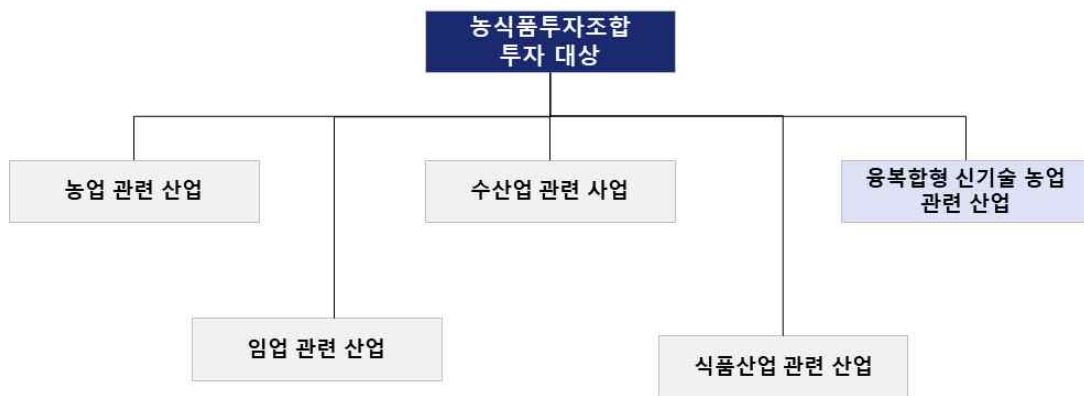 농식품투자조합
투자 대상
농업 관련 산업
수산업 관련 사업
융복합형 신기술 농업
관련 산업
임업 관련 산업
식품산업 관련 산업